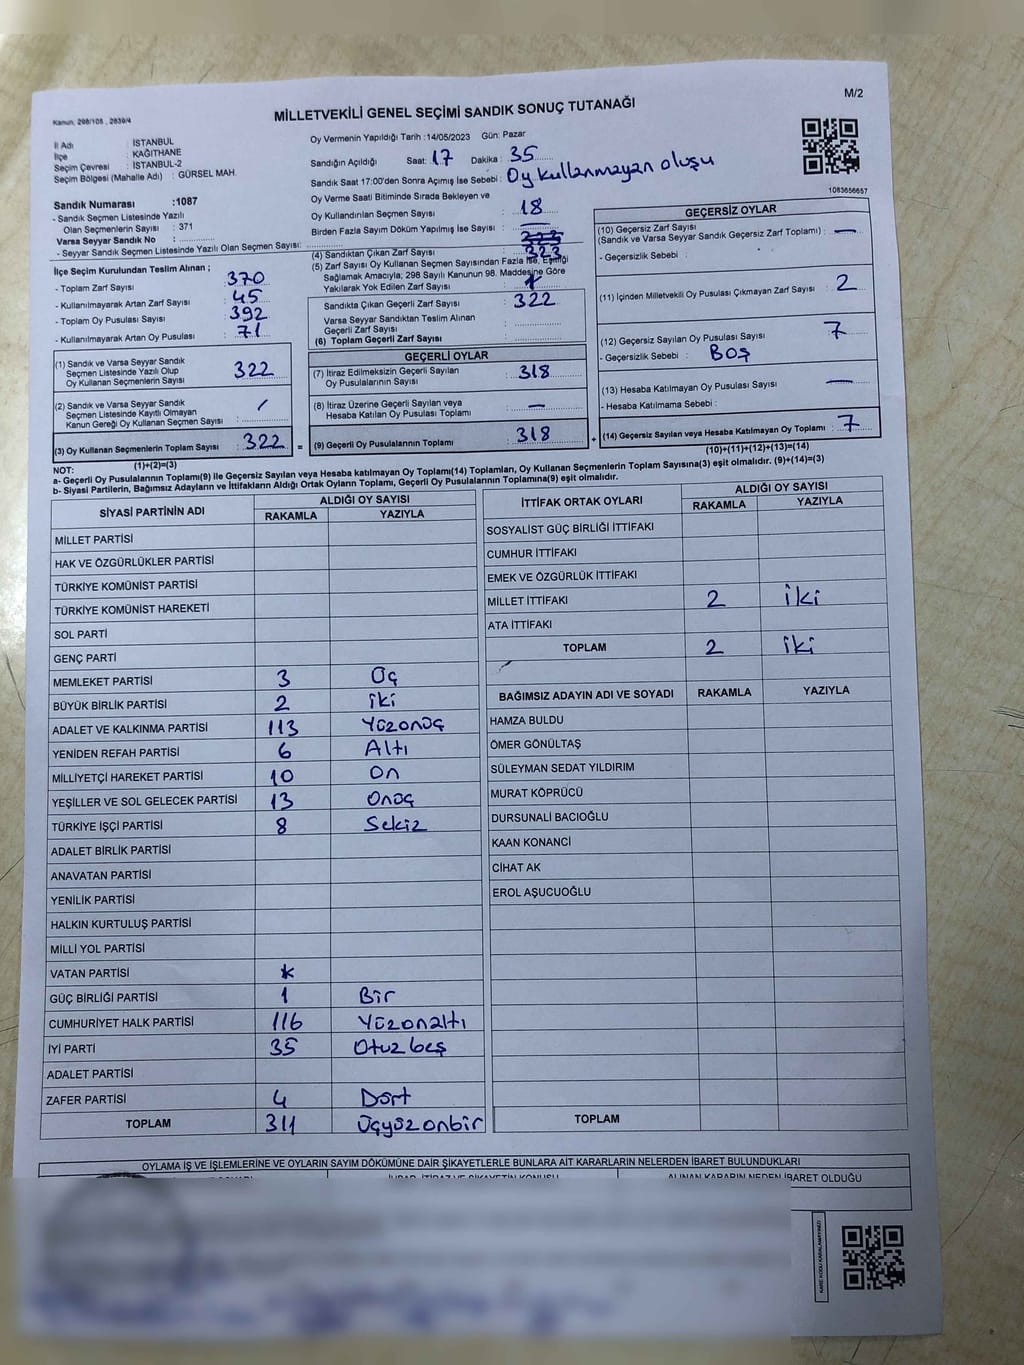 M/2
Kanun, 298/105 , 2839/4
MİLLETVEKİLİ GENEL SEÇİMİ SANDIK SONUÇ TUTANAĞI
İl Adı : İSTANBUL
İlçe : KAĞITHANE
Seçim Çevresi : İSTANBUL-2
Seçim Bölgesi (Mahalle Adı) : GÜRSEL MAH.
Oy Vermenin Yapıldığı Tarih :14/05/2023 Gün: Pazar
Sandığın Açıldığı Saat: 17 Dakika : 35
Sandık Saat 17:00'den Sonra Açımış İse Sebebi : Oy kullanmayan oluşu
1083656657
Sandık Numarası :1087
- Sandık Seçmen Listesinde Yazılı
Olan Seçmenlerin Sayısı : 371
Varsa Seyyar Sandık No :
- Seyyar Sandık Seçmen Listesinde Yazılı Olan Seçmen Sayısı:
Oy Verme Saati Bitiminde Sırada Bekleyen ve
Oy Kullandırılan Seçmen Sayısı : 18
Birden Fazla Sayım Döküm Yapılmış İse Sayısı : —
İlçe Seçim Kurulundan Teslim Alınan ;
- Toplam Zarf Sayısı : 370
- Kullanılmayarak Artan Zarf Sayısı : 45
- Toplam Oy Pusulası Sayısı : 392
- Kullanılmayarak Artan Oy Pusulası : 71
(4) Sandıktan Çıkan Zarf Sayısı : 323
(5) Zarf Sayısı Oy Kullanan Seçmen Sayısından Fazla İse, Eşitliği
Sağlamak Amacıyla; 298 Sayılı Kanunun 98. Maddesine Göre
Yakılarak Yok Edilen Zarf Sayısı : 1
Sandıkta Çıkan Geçerli Zarf Sayısı : 322
Varsa Seyyar Sandıktan Teslim Alınan
Geçerli Zarf Sayısı :
(6) Toplam Geçerli Zarf Sayısı :
GEÇERSİZ OYLAR
(10) Geçersiz Zarf Sayısı
(Sandık ve Varsa Seyyar Sandık Geçersiz Zarf Toplamı) : —
- Geçersizlik Sebebi :
(11) İçinden Milletvekili Oy Pusulası Çıkmayan Zarf Sayısı : 2
(12) Geçersiz Sayılan Oy Pusulası Sayısı : 7
- Geçersizlik Sebebi : BOŞ
(13) Hesaba Katılmayan Oy Pusulası Sayısı : —
- Hesaba Katılmama Sebebi :
(14) Geçersiz Sayılan veya Hesaba Katılmayan Oy Toplamı : 7
(10)+(11)+(12)+(13)=(14)
(1) Sandık ve Varsa Seyyar Sandık
Seçmen Listesinde Yazılı Olup
Oy Kullanan Seçmenlerin Sayısı : 322
(2) Sandık ve Varsa Seyyar Sandık
Seçmen Listesinde Kayıtlı Olmayan
Kanun Gereği Oy Kullanan Seçmen Sayısı : /
(3) Oy Kullanan Seçmenlerin Toplam Sayısı : 322 =
(1)+(2)=(3)
GEÇERLİ OYLAR
(7) İtiraz Edilmeksizin Geçerli Sayılan
Oy Pusulalarının Sayısı : 318
(8) İtiraz Üzerine Geçerli Sayılan veya
Hesaba Katılan Oy Pusulası Toplamı : —
(9) Geçerli Oy Pusulalarının Toplamı : 318 +
NOT:
a- Geçerli Oy Pusulalarının Toplamı(9) ile Geçersiz Sayılan veya Hesaba katılmayan Oy Toplamı(14) Toplamları, Oy Kullanan Seçmenlerin Toplam Sayısına(3) eşit olmalıdır. (9)+(14)=(3)
b- Siyasi Partilerin, Bağımsız Adayların ve İttifakların Aldığı Ortak Oyların Toplamı, Geçerli Oy Pusulalarının Toplamına(9) eşit olmalıdır.
SİYASİ PARTİNİN ADI ALDIĞI OY SAYISI
RAKAMLA YAZIYLA
MİLLET PARTİSİ
HAK VE ÖZGÜRLÜKLER PARTİSİ
TÜRKİYE KOMÜNİST PARTİSİ
TÜRKİYE KOMÜNİST HAREKETİ
SOL PARTİ
GENÇ PARTİ
MEMLEKET PARTİSİ 3 Üç
BÜYÜK BİRLİK PARTİSİ 2 iki
ADALET VE KALKINMA PARTİSİ 113 Yüzonüç
YENİDEN REFAH PARTİSİ 6 Altı
MİLLİYETÇİ HAREKET PARTİSİ 10 On
YEŞİLLER VE SOL GELECEK PARTİSİ 13 Onüç
TÜRKİYE İŞÇİ PARTİSİ 8 Sekiz
ADALET BİRLİK PARTİSİ
ANAVATAN PARTİSİ
YENİLİK PARTİSİ
HALKIN KURTULUŞ PARTİSİ
MİLLİ YOL PARTİSİ
VATAN PARTİSİ
GÜÇ BİRLİĞİ PARTİSİ 1 Bir
CUMHURİYET HALK PARTİSİ 116 Yüzonaltı
İYİ PARTİ 35 Otuz beş
ADALET PARTİSİ
ZAFER PARTİSİ 4 Dört
TOPLAM 311 Üçyüzonbir
İTTİFAK ORTAK OYLARI ALDIĞI OY SAYISI
RAKAMLA YAZIYLA
SOSYALİST GÜÇ BİRLİĞİ İTTİFAKI
CUMHUR İTTİFAKI
EMEK VE ÖZGÜRLÜK İTTİFAKI
MİLLET İTTİFAKI 2 iki
ATA İTTİFAKI
TOPLAM 2 iki
BAĞIMSIZ ADAYIN ADI VE SOYADI RAKAMLA YAZIYLA
HAMZA BULDU
ÖMER GÖNÜLTAŞ
SÜLEYMAN SEDAT YILDIRIM
MURAT KÖPRÜCÜ
DURSUNALİ BACIOĞLU
KAAN KONANCİ
CİHAT AK
EROL AŞUCUOĞLU
TOPLAM
OYLAMA İŞ VE İŞLEMLERİNE VE OYLARIN SAYIM DÖKÜMÜNE DAİR ŞİKAYETLERLE BUNLARA AİT KARARLARIN NELERDEN İBARET BULUNDUKLARI
ALINAN KARARIN NEDEN İBARET OLDUĞU
KARE KODU KARALAMAYINIZ!